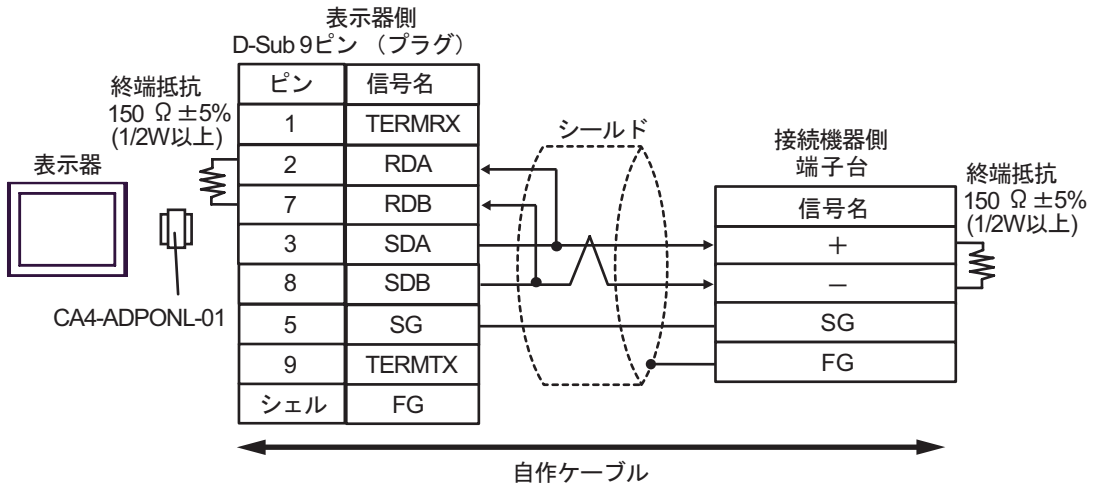 表示器側
D-Sub 9ピン （プラグ）
終端抵抗
150 Ω ±5%
(1/2W以上)
表示器
CA4-ADPONL-01
ピン 信号名
1 TERMRX
2 RDA
7 RDB
3 SDA
8 SDB
5 SG
9 TERMTX
シェル FG
シールド
接続機器側
端子台
信号名
＋
－
SG
FG
終端抵抗
150 Ω ±5%
(1/2W以上)
自作ケーブル